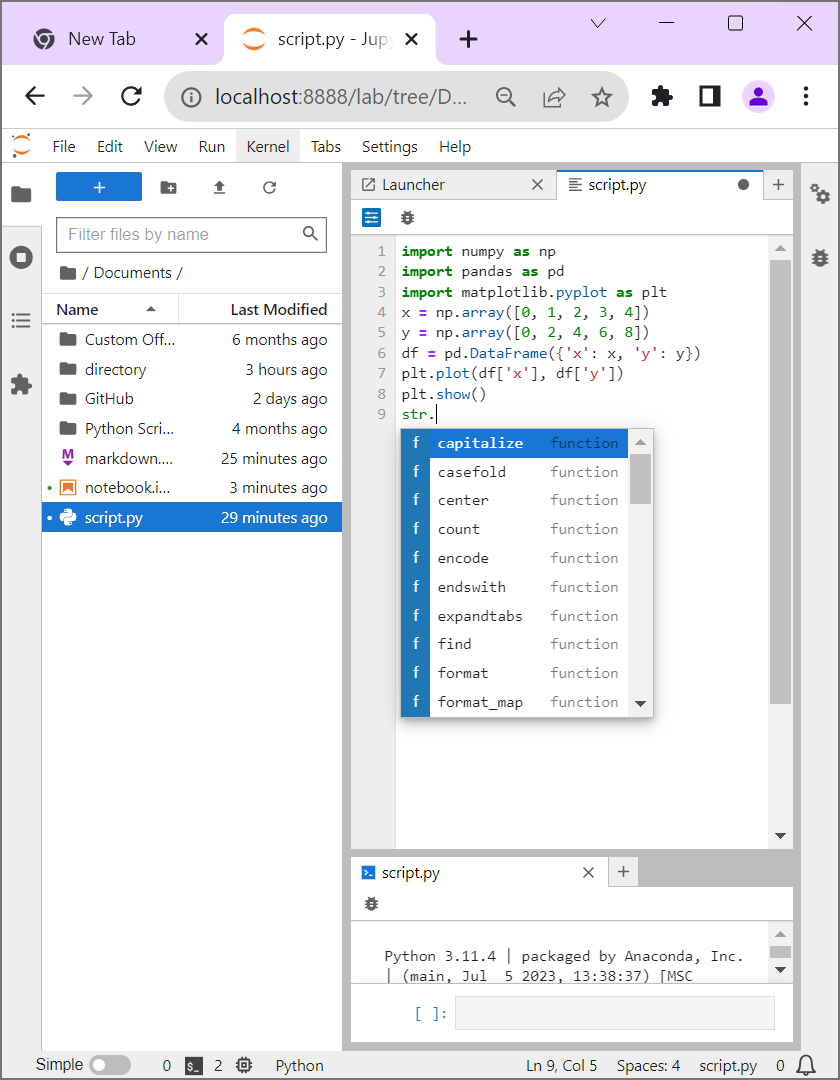 New Tab
script.py - Jup
localhost:8888/lab/tree/D...
File Edit View Run Kernel Tabs Settings Help
+
Filter files by name
/ Documents /
Name Last Modified
Custom Off... 6 months ago
directory 3 hours ago
GitHub 2 days ago
Python Scri... 4 months ago
markdown.... 25 minutes ago
notebook.i... 3 minutes ago
script.py 29 minutes ago
Launcher
script.py
1 import numpy as np
2 import pandas as pd
3 import matplotlib.pyplot as plt
4 x = np.array([0, 1, 2, 3, 4])
5 y = np.array([0, 2, 4, 6, 8])
6 df = pd.DataFrame({'x': x, 'y': y})
7 plt.plot(df['x'], df['y'])
8 plt.show()
9 str.
f capitalize function
f casefold function
f center function
f count function
f encode function
f endswith function
f expandtabs function
f find function
f format function
f format_map function
script.py
Python 3.11.4 | packaged by Anaconda, Inc.
| (main, Jul  5 2023, 13:38:37) [MSC
[ ]:
Simple 0 2 Python Ln 9, Col 5 Spaces: 4 script.py 0